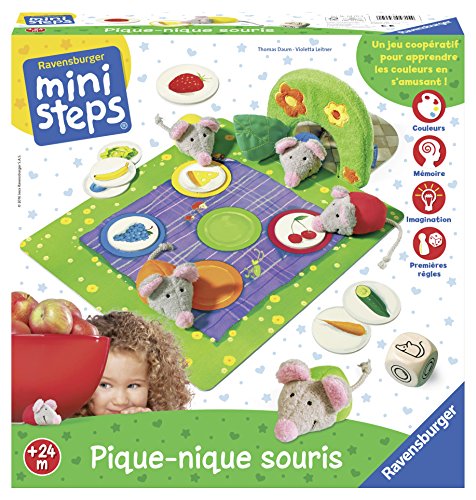 Thomas Daum · Violetta Leitner
Ravensburger
mini
steps
®
Un jeu coopératif
pour apprendre
les couleurs en
s'amusant !
Couleurs
Mémoire
Imagination
Premières
règles
+24
m
Pique-nique souris
Ravensburger